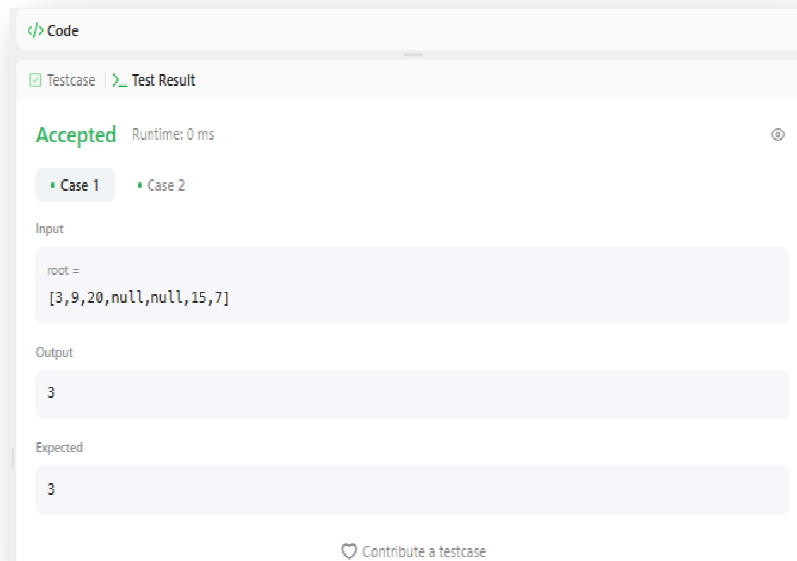 </> Code
Testcase | >_ Test Result
Accepted Runtime: 0 ms
• Case 1 • Case 2
Input
root =
[3,9,20,null,null,15,7]
Output
3
Expected
3
Contribute a testcase